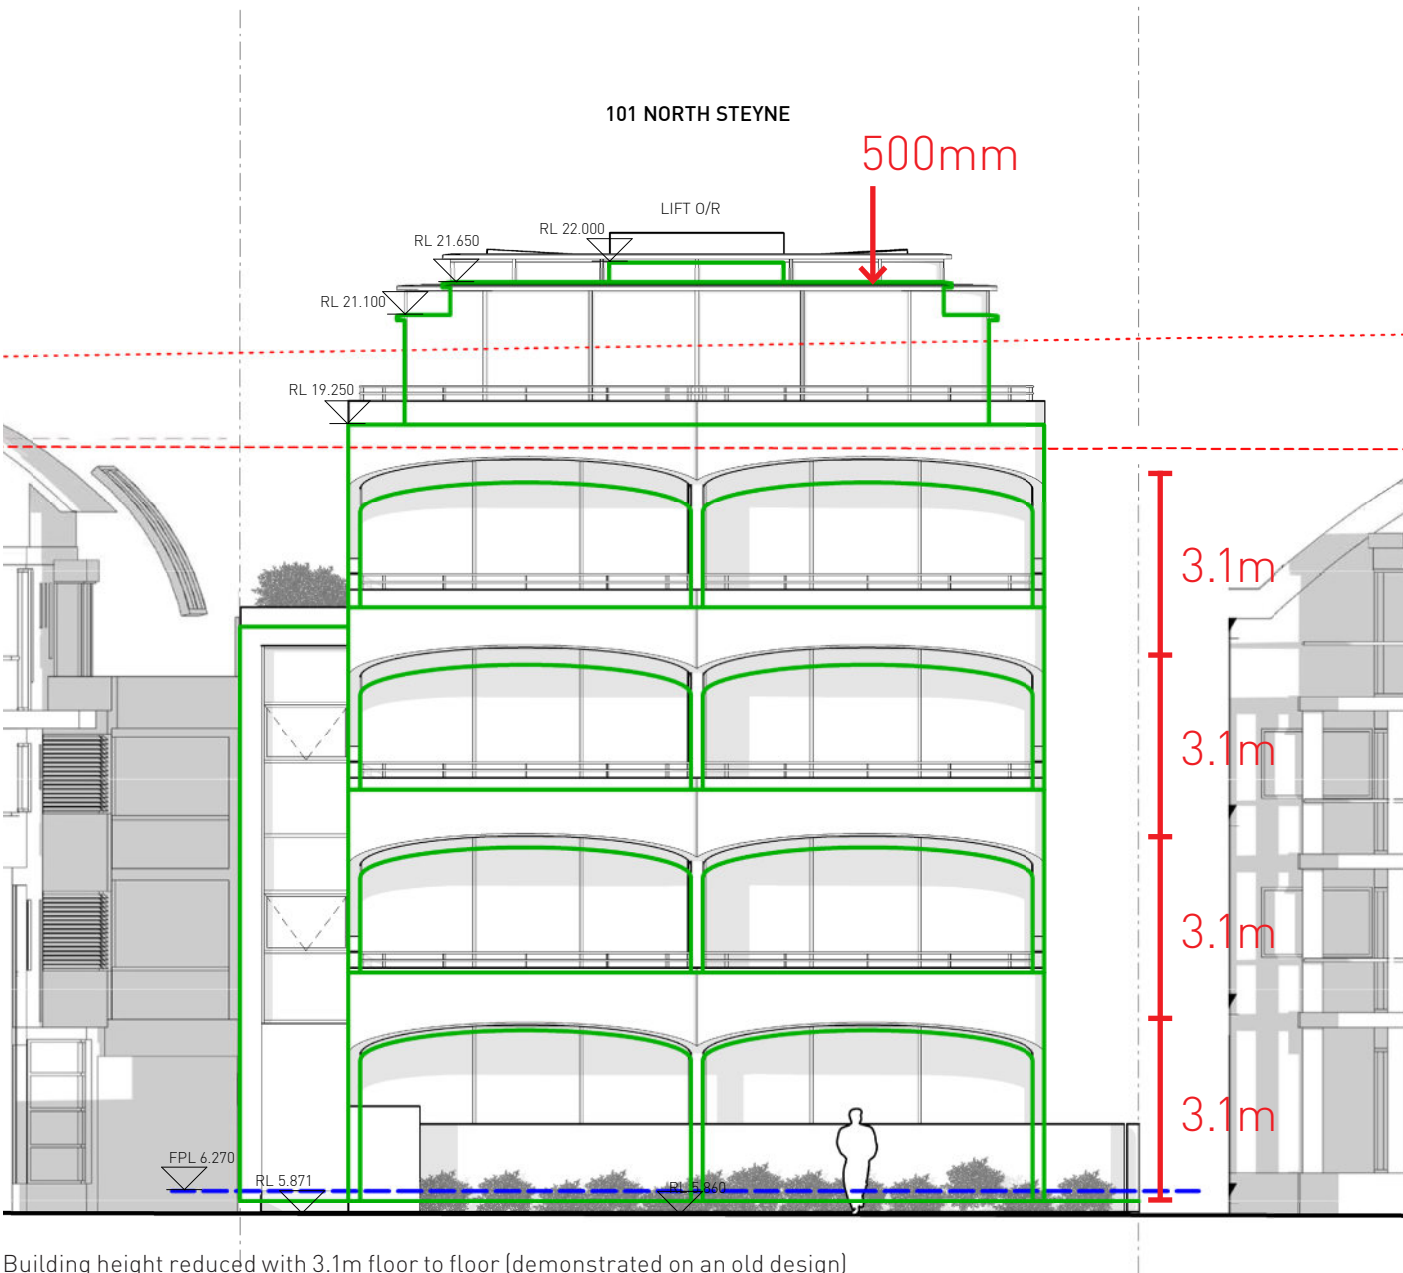 101 NORTH STEYNE
500mm
LIFT O/R
RL 22.000
RL 21.650
RL 21.100
RL 19.250
3.1m
3.1m
3.1m
3.1m
FPL 6.270
RL 5.871
RL 5.860
Building height reduced with 3.1m floor to floor (demonstrated on an old design)